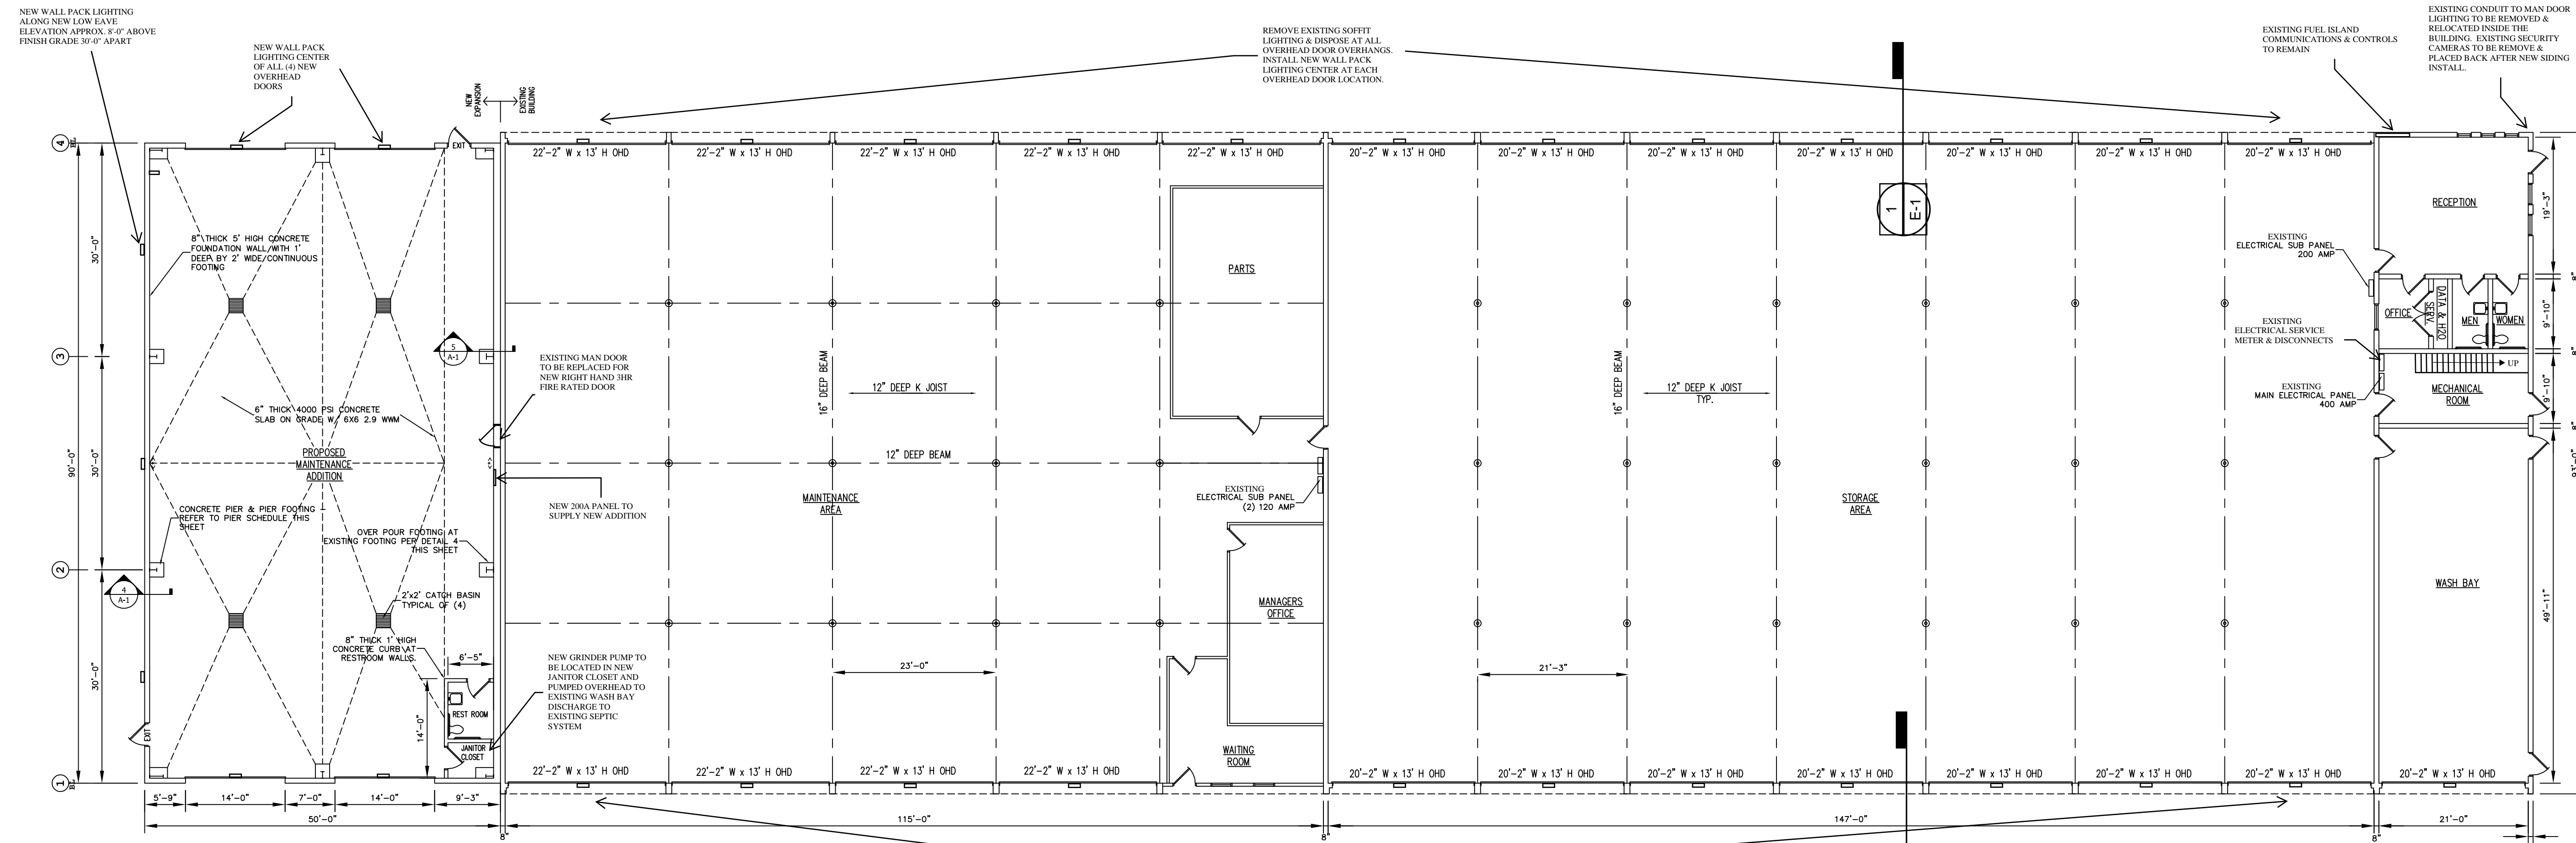 NEW WALL PACK LIGHTING
ALONG NEW LOW EAVE
ELEVATION APPROX. 8'-0" ABOVE
FINISH GRADE 30'-0" APART
NEW WALL PACK
LIGHTING CENTER
OF ALL (4) NEW
OVERHEAD
DOORS
REMOVE EXISTING SOFFIT
LIGHTING & DISPOSE AT ALL
OVERHEAD DOOR OVERHANGS.
INSTALL NEW WALL PACK
LIGHTING CENTER AT EACH
OVERHEAD DOOR LOCATION.
EXISTING FUEL ISLAND
COMMUNICATIONS & CONTROLS
TO REMAIN
EXISTING CONDUIT TO MAN DOOR
LIGHTING TO BE REMOVED &
RELOCATED INSIDE THE
BUILDING. EXISTING SECURITY
CAMERAS TO BE REMOVE &
PLACED BACK AFTER NEW SIDING
INSTALL.
NEW
EXPANSION
EXISTING
BUILDING
4
3
2
1
EXIT
22'-2" W x 13' H OHD
22'-2" W x 13' H OHD
22'-2" W x 13' H OHD
22'-2" W x 13' H OHD
22'-2" W x 13' H OHD
20'-2" W x 13' H OHD
20'-2" W x 13' H OHD
20'-2" W x 13' H OHD
20'-2" W x 13' H OHD
20'-2" W x 13' H OHD
20'-2" W x 13' H OHD
20'-2" W x 13' H OHD
1
E-1
RECEPTION
19'-3"
8"
9'-10"
8"
9'-10"
8"
93'-0"
49'-11"
8" THICK 5' HIGH CONCRETE
FOUNDATION WALL WITH 1'
DEEP BY 2' WIDE CONTINUOUS
FOOTING
30'-0"
30'-0"
30'-0"
90'-0"
PARTS
EXISTING
ELECTRICAL SUB PANEL
200 AMP
OFFICE
DATA & H2O
SERV.
MEN
WOMEN
EXISTING
ELECTRICAL SERVICE
METER & DISCONNECTS
UP
EXISTING
MAIN ELECTRICAL PANEL
400 AMP
MECHANICAL
ROOM
5
A-1
EXISTING MAN DOOR
TO BE REPLACED FOR
NEW RIGHT HAND 3HR
FIRE RATED DOOR
16" DEEP BEAM
12" DEEP K JOIST
16" DEEP BEAM
12" DEEP K JOIST
TYP.
6" THICK 4000 PSI CONCRETE
SLAB ON GRADE W/ 6X6 2.9 WWM
PROPOSED
MAINTENANCE
ADDITION
12" DEEP BEAM
MAINTENANCE
AREA
EXISTING
ELECTRICAL SUB PANEL
(2) 120 AMP
STORAGE
AREA
NEW 200A PANEL TO
SUPPLY NEW ADDITION
CONCRETE PIER & PIER FOOTING
REFER TO PIER SCHEDULE THIS
SHEET
OVER POUR FOOTING AT
EXISTING FOOTING PER DETAIL 4
THIS SHEET
4
A-1
2'x2' CATCH BASIN
TYPICAL OF (4)
MANAGERS
OFFICE
WASH BAY
8" THICK 1' HIGH
CONCRETE CURB AT
RESTROOM WALLS.
6'-5"
14'-0"
REST ROOM
JANITOR
CLOSET
NEW GRINDER PUMP TO
BE LOCATED IN NEW
JANITOR CLOSET AND
PUMPED OVERHEAD TO
EXISTING WASH BAY
DISCHARGE TO
EXISTING SEPTIC
SYSTEM
23'-0"
21'-3"
WAITING
ROOM
EXIT
22'-2" W x 13' H OHD
22'-2" W x 13' H OHD
22'-2" W x 13' H OHD
22'-2" W x 13' H OHD
20'-2" W x 13' H OHD
20'-2" W x 13' H OHD
20'-2" W x 13' H OHD
20'-2" W x 13' H OHD
20'-2" W x 13' H OHD
20'-2" W x 13' H OHD
20'-2" W x 13' H OHD
20'-2" W x 13' H OHD
5'-9"
14'-0"
7'-0"
14'-0"
9'-3"
50'-0"
8"
115'-0"
8"
147'-0"
8"
21'-0"